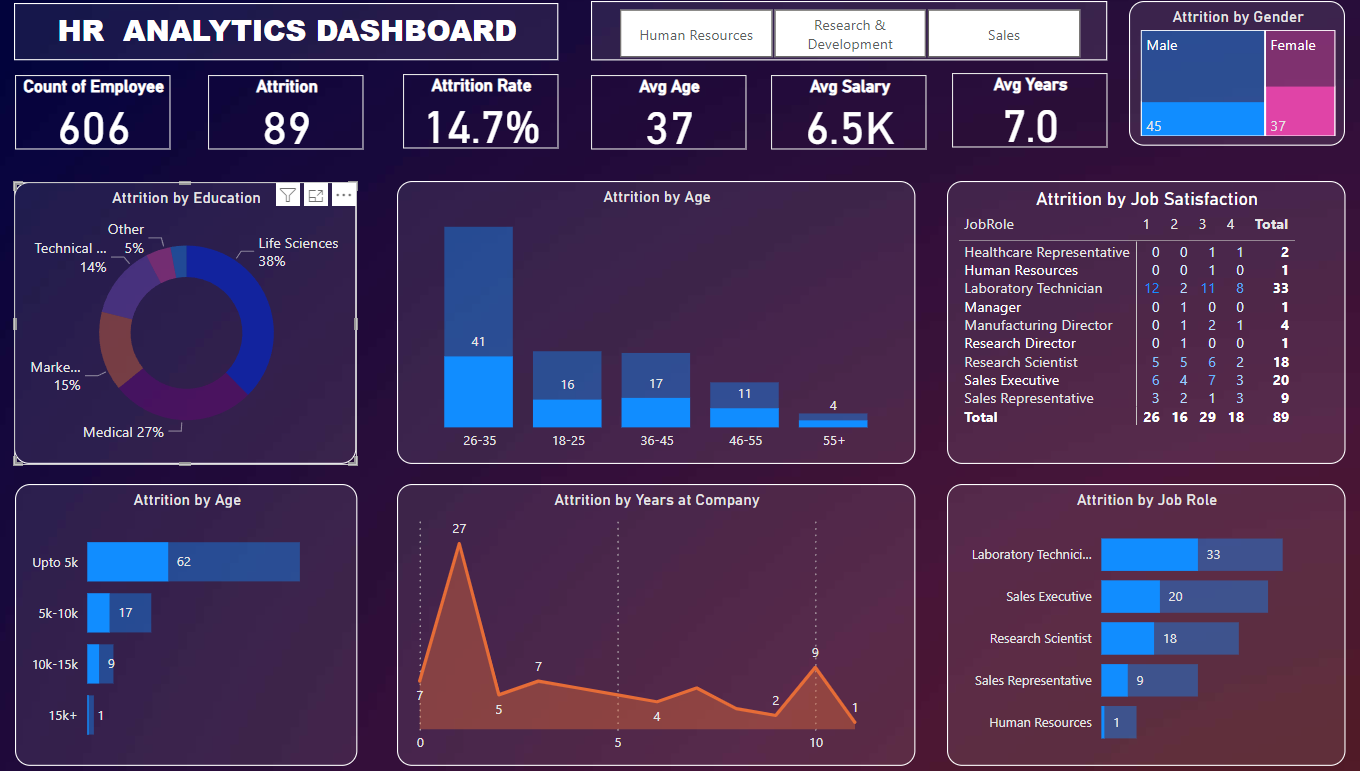 HR ANALYTICS DASHBOARD
Human Resources
Research &
Development
Sales
Attrition by Gender
Male
Female
45
37
Count of Employee
606
Attrition
89
Attrition Rate
14.7%
Avg Age
37
Avg Salary
6.5K
Avg Years
7.0
Attrition by Education
Other
5%
Technical ...
14%
Life Sciences
38%
Marke...
15%
Medical 27%
Attrition by Age
41
16
17
11
4
26-35
18-25
36-45
46-55
55+
Attrition by Job Satisfaction
JobRole 1 2 3 4 Total
Healthcare Representative 0 0 1 1 2
Human Resources 0 0 1 0 1
Laboratory Technician 12 2 11 8 33
Manager 0 1 0 0 1
Manufacturing Director 0 1 2 1 4
Research Director 0 1 0 0 1
Research Scientist 5 5 6 2 18
Sales Executive 6 4 7 3 20
Sales Representative 3 2 1 3 9
Total 26 16 29 18 89
Attrition by Age
Upto 5k 62
5k-10k 17
10k-15k 9
15k+ 1
Attrition by Years at Company
27
7
5
7
4
2
9
1
0 5 10
Attrition by Job Role
Laboratory Technici... 33
Sales Executive 20
Research Scientist 18
Sales Representative 9
Human Resources 1